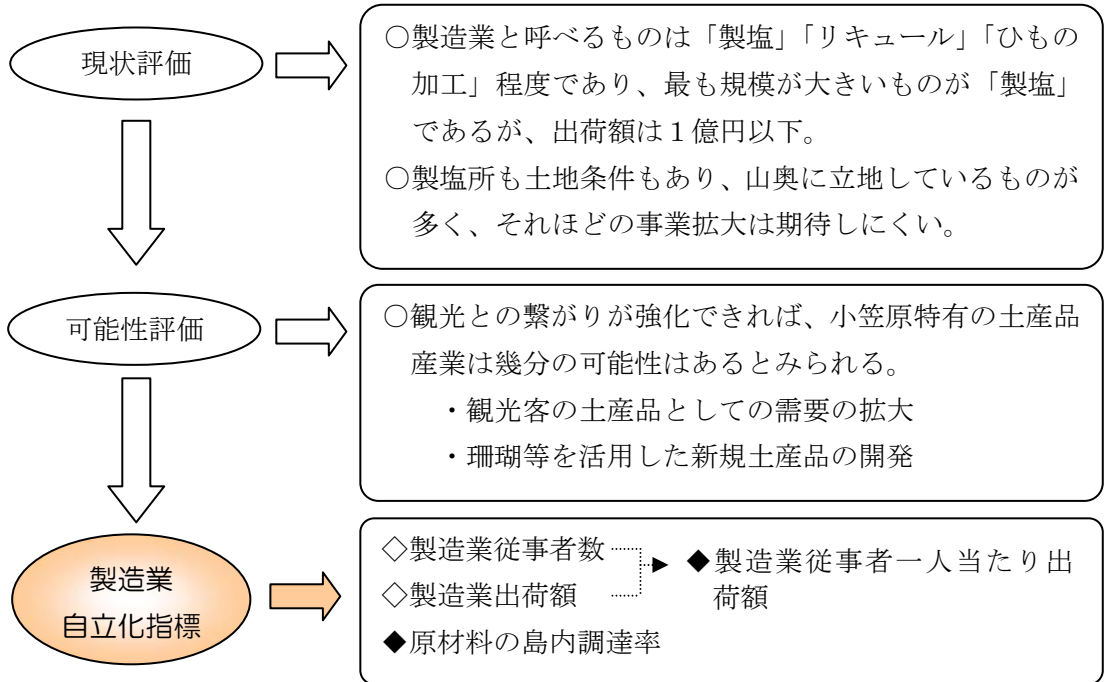 現状評価
○製造業と呼べるものは「製塩」「リキュール」「ひもの
加工」程度であり、最も規模が大きいものが「製塩」
であるが、出荷額は1億円以下。
○製塩所も土地条件もあり、山奥に立地しているものが
多く、それほどの事業拡大は期待しにくい。
可能性評価
○観光との繋がりが強化できれば、小笠原特有の土産品
産業は幾分の可能性はあるとみられる。
・観光客の土産品としての需要の拡大
・珊瑚等を活用した新規土産品の開発
製造業
自立化指標
◇製造業従事者数
◇製造業出荷額
◆製造業従事者一人当たり出
荷額
◆原材料の島内調達率